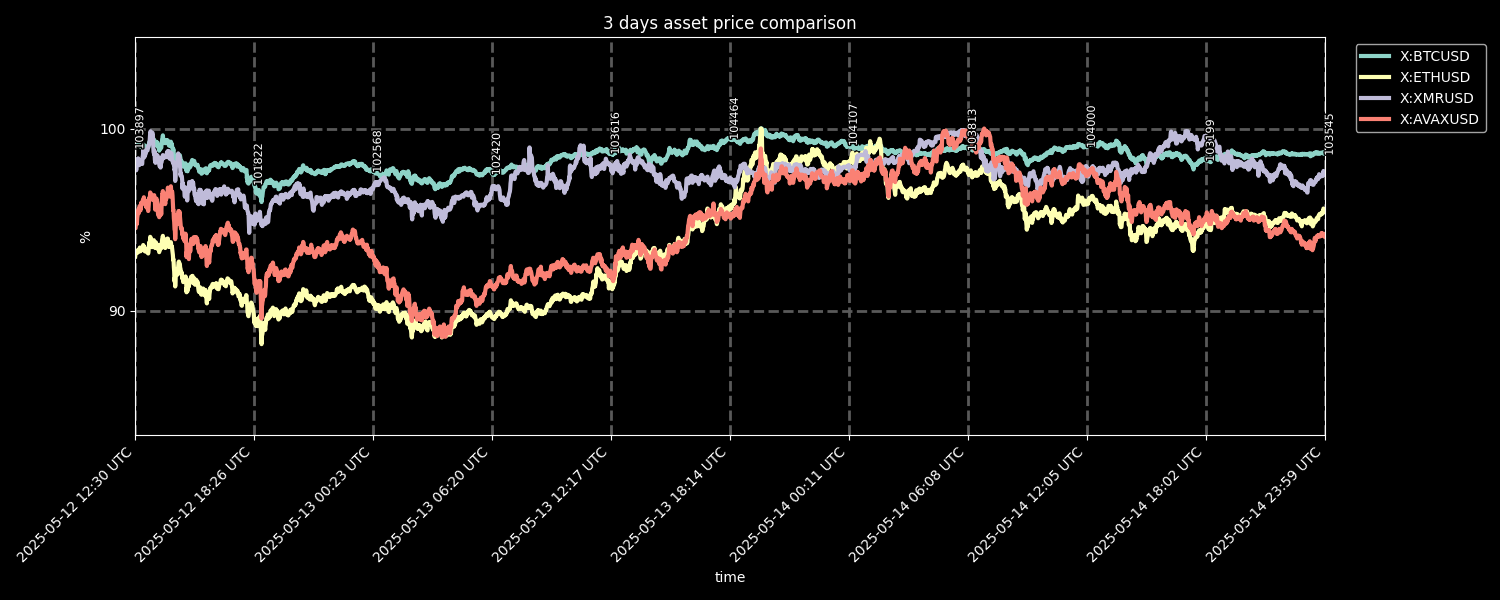 3 days asset price comparison
X:BTCUSD
X:ETHUSD
X:XMRUSD
X:AVAXUSD
100
90
%
103897
101822
102568
102420
103616
104464
104107
103813
104000
103199
103545
2025-05-12 12:30 UTC
2025-05-12 18:26 UTC
2025-05-13 00:23 UTC
2025-05-13 06:20 UTC
2025-05-13 12:17 UTC
2025-05-13 18:14 UTC
2025-05-14 00:11 UTC
2025-05-14 06:08 UTC
2025-05-14 12:05 UTC
2025-05-14 18:02 UTC
2025-05-14 23:59 UTC
time